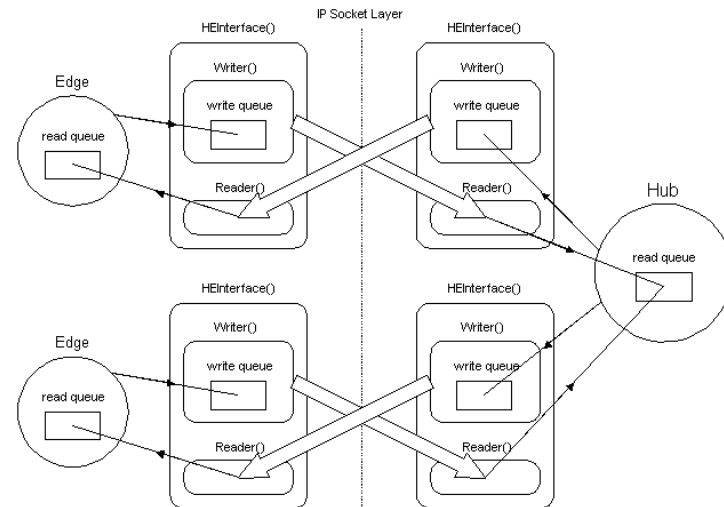 IP Socket Layer
HEInterface()
HEInterface()
Writer()
Writer()
Edge
write queue
write queue
read queue
Reader()
Reader()
Hub
read queue
HEInterface()
HEInterface()
Writer()
Writer()
Edge
write queue
write queue
read queue
Reader()
Reader()